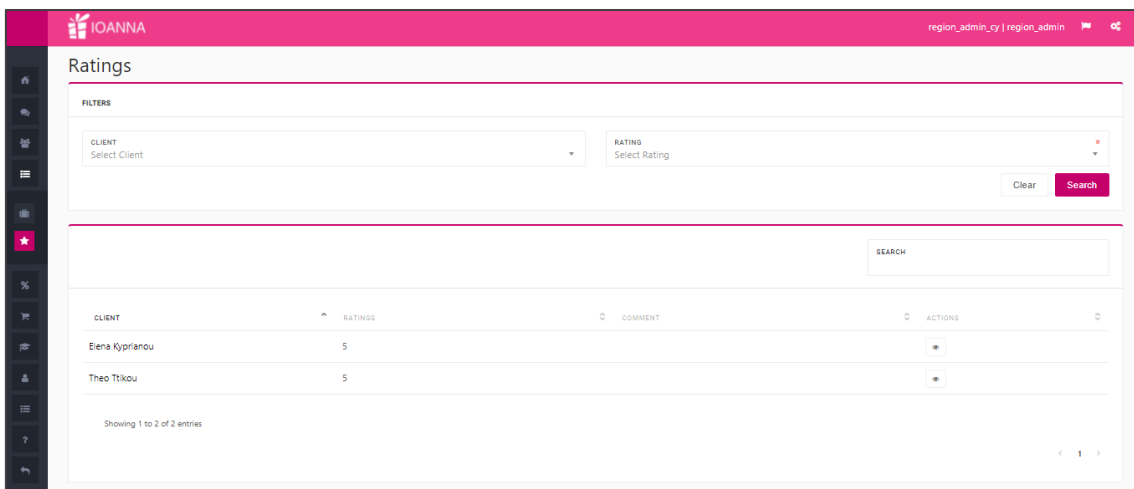 IOANNA
region_admin_cy | region_admin
Ratings
FILTERS
CLIENT
Select Client
RATING
*
Select Rating
Clear
Search
SEARCH
CLIENT RATINGS COMMENT ACTIONS
Elena Kyprianou 5
Theo Ttikou 5
Showing 1 to 2 of 2 entries
< 1 >